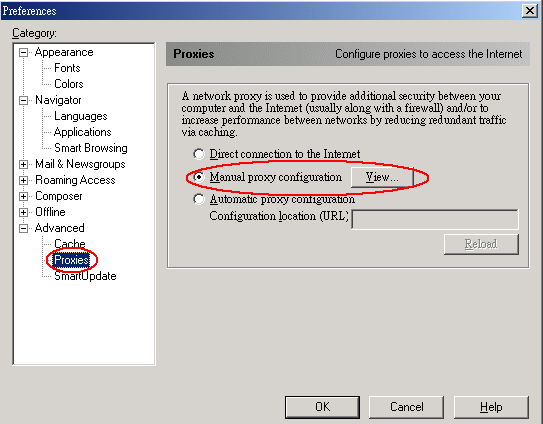 Preferences
Category:
Appearance
Fonts
Colors
Navigator
Languages
Applications
Smart Browsing
Mail & Newsgroups
Roaming Access
Composer
Offline
Advanced
Cache
Proxies
SmartUpdate
Proxies Configure proxies to access the Internet
A network proxy is used to provide additional security between your
computer and the Internet (usually along with a firewall) and/or to
increase performance between networks by reducing redundant traffic
via caching.
Direct connection to the Internet
Manual proxy configuration View...
Automatic proxy configuration
Configuration location (URL)
Reload
OK Cancel Help